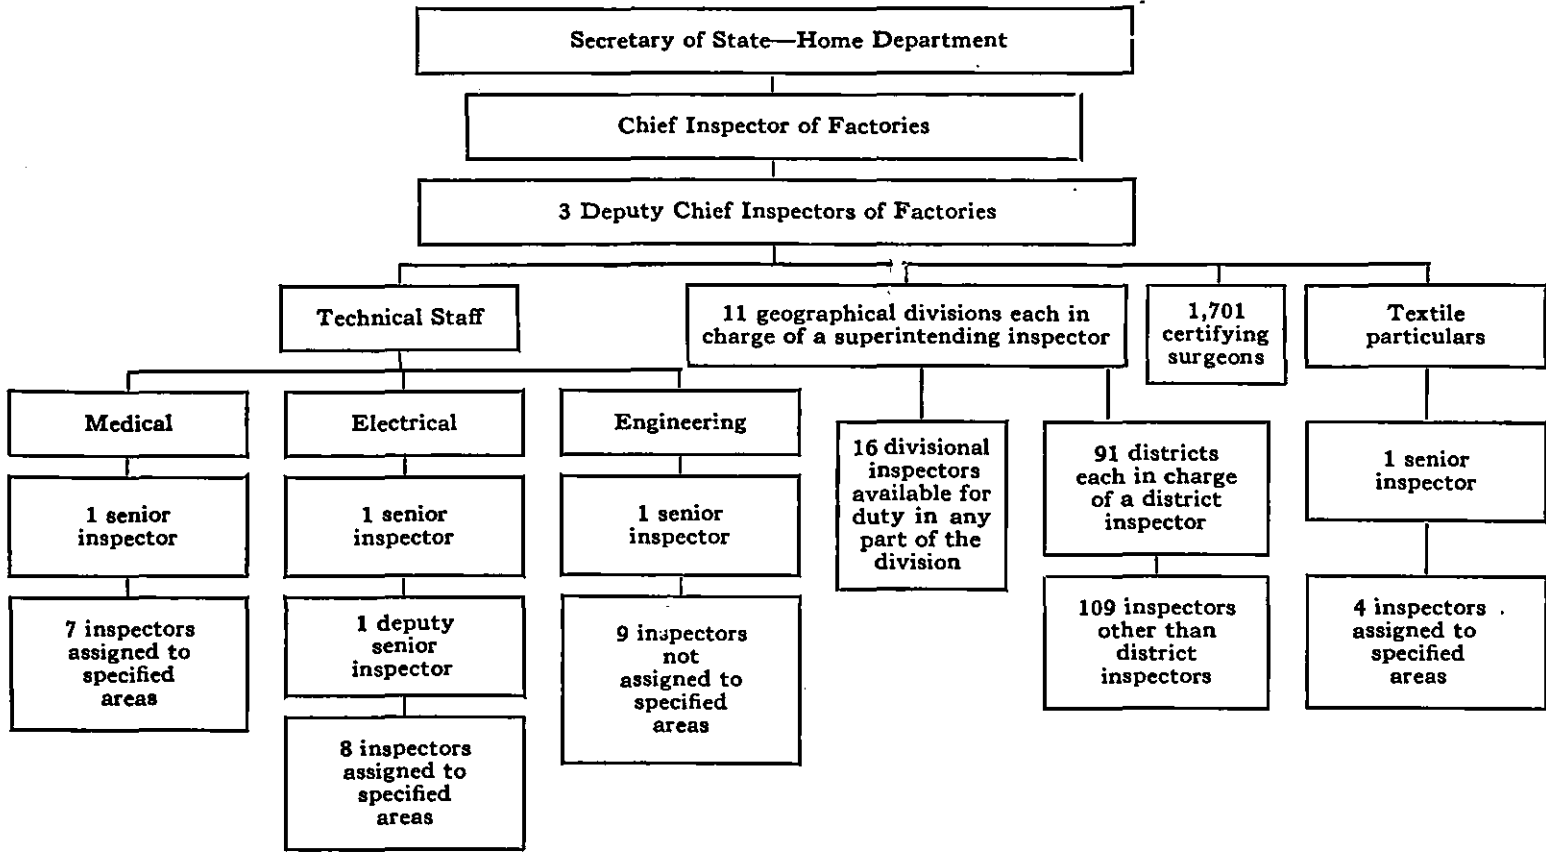 Secretary of State—Home Department
Chief Inspector of Factories
3 Deputy Chief Inspectors of Factories
Technical Staff
11 geographical divisions each in
charge of a superintending inspector
1,701
certifying
surgeons
Textile
particulars
Medical
Electrical
Engineering
16 divisional
inspectors
available for
duty in any
part of the
division
91 districts
each in charge
of a district
inspector
1 senior
inspector
1 senior
inspector
1 senior
inspector
1 senior
inspector
7 inspectors
assigned to
specified
areas
1 deputy
senior
inspector
9 inspectors
not
assigned to
specified
areas
109 inspectors
other than
district
inspectors
4 inspectors
assigned to
specified
areas
8 inspectors
assigned to
specified
areas